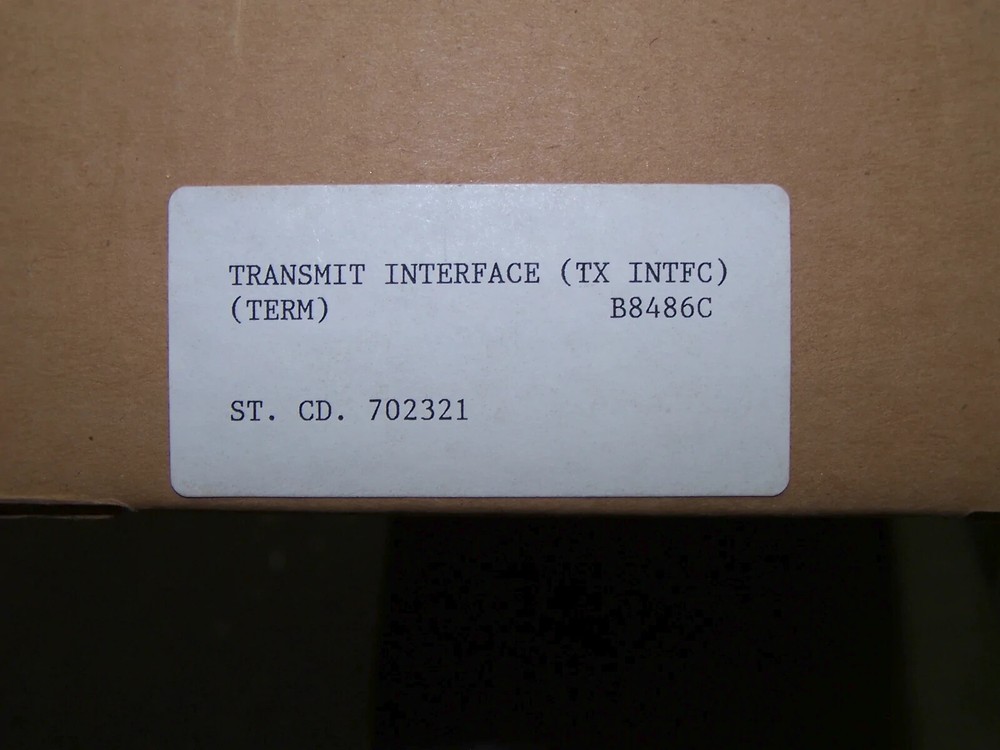 TRANSMIT INTERFACE (TX INTFC)
(TERM) B8486C
ST. CD. 702321